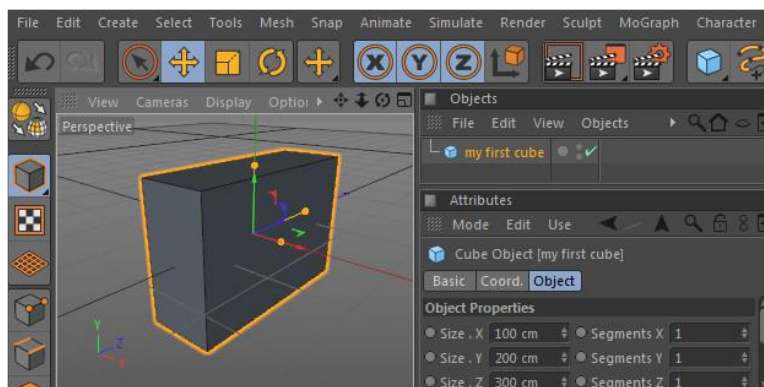 File Edit Create Select Tools Mesh Snap Animate Simulate Render Sculpt MoGraph Character
X Y Z
View Cameras Display Optio
Perspective
Y
Z
X
Objects
File Edit View Objects
my first cube
Attributes
Mode Edit Use
Cube Object [my first cube]
Basic Coord. Object
Object Properties
Size . X 100 cm Segments X 1
Size . Y 200 cm Segments Y 1
Size . Z 300 cm Segments Z 1